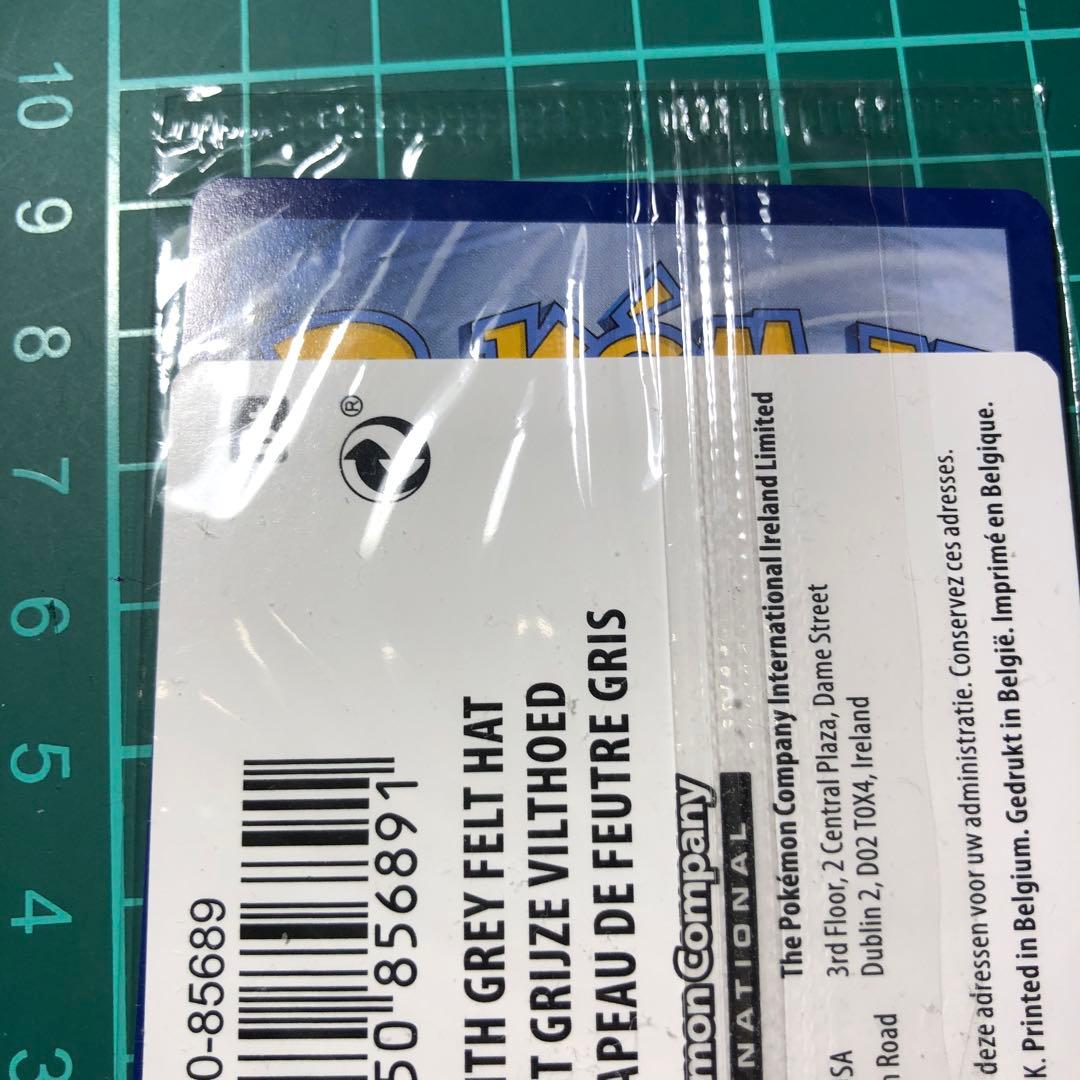 10
9
8
7
6
5
4
3
®
0-85689
50 85689 1
ITH GREY FELT HAT
T GRIJZE VILTHOED
APEAU DE FEUTRE GRIS
mon Company
NATIONAL
The Pokémon Company International Ireland Limited
3rd Floor, 2 Central Plaza, Dame Street
Dublin 2, D02 T0X4, Ireland
SA
n Road
deze adressen voor uw administratie. Conservez ces adresses.
K. Printed in Belgium. Gedrukt in België. Imprimé en Belgique.